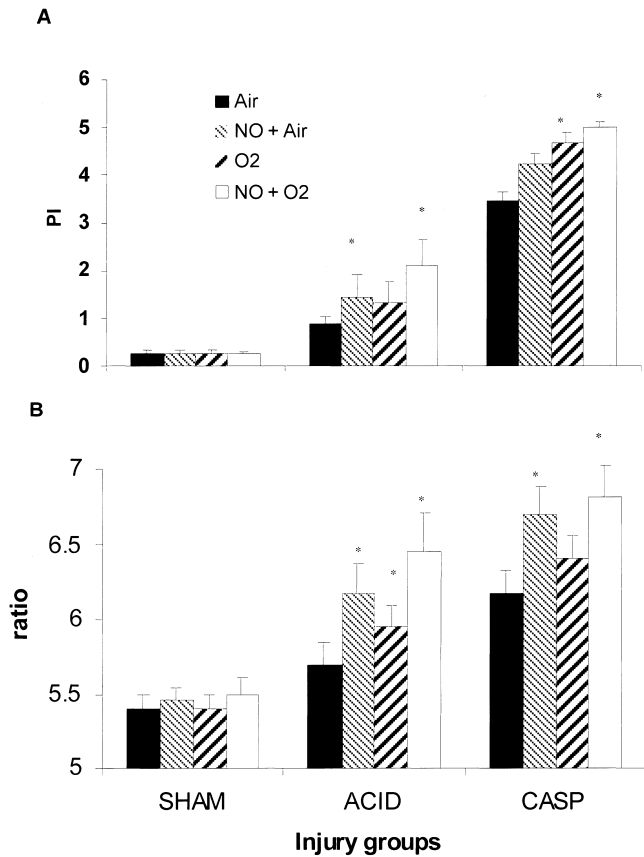 A
6
5
4
3
2
1
0
PI
Air
NO + Air
O2
NO + O2
*
*
*
*
B
7
6.5
6
5.5
5
ratio
*
*
*
*
*
SHAM
ACID
CASP
Injury groups